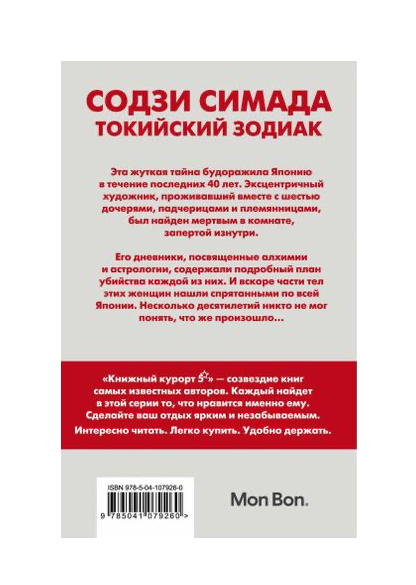 СОДЗИ СИМАДА
ТОКИЙСКИЙ ЗОДИАК
Эта жуткая тайна будоражила Японию
в течение последних 40 лет. Эксцентричный
художник, проживавший вместе с шестью
дочерями, падчерицами и племянницами,
был найден мертвым в комнате,
запертой изнутри.
Его дневники, посвященные алхимии
и астрологии, содержали подробный план
убийства каждой из них. И вскоре части тел
этих женщин нашли спрятанными по всей
Японии. Несколько десятилетий никто не мог
понять, что же произошло...
«Книжный курорт 5☆» — созвездие книг
самых известных авторов. Каждый найдет
в этой серии то, что нравится именно ему.
Сделайте ваш отдых ярким и незабываемым.
Интересно читать. Легко купить. Удобно держать.
ISBN 978-5-04-107926-0
9 785041 079260 >
Mon Bon.